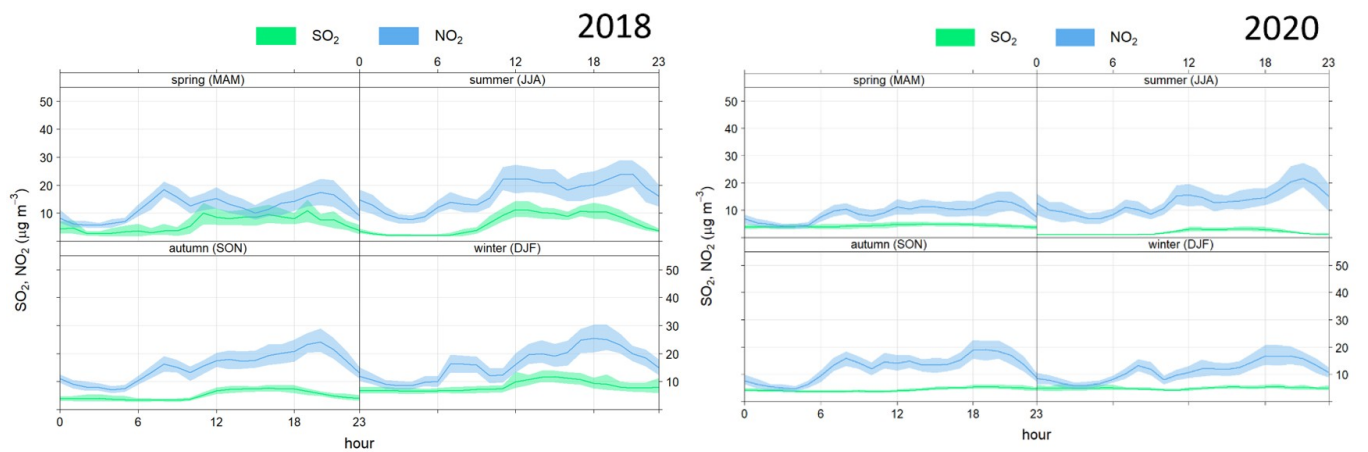 2018
SO₂ NO₂
0 6 12 18 23
spring (MAM) summer (JJA)
50
40
30
20
10
autumn (SON) winter (DJF)
50
40
30
20
10
0 6 12 18 23
hour
SO₂, NO₂ (µg m⁻³)
2020
SO₂ NO₂
0 6 12 18 23
spring (MAM) summer (JJA)
50
40
30
20
10
autumn (SON) winter (DJF)
50
40
30
20
10
0 6 12 18 23
hour
SO₂, NO₂ (µg m⁻³)